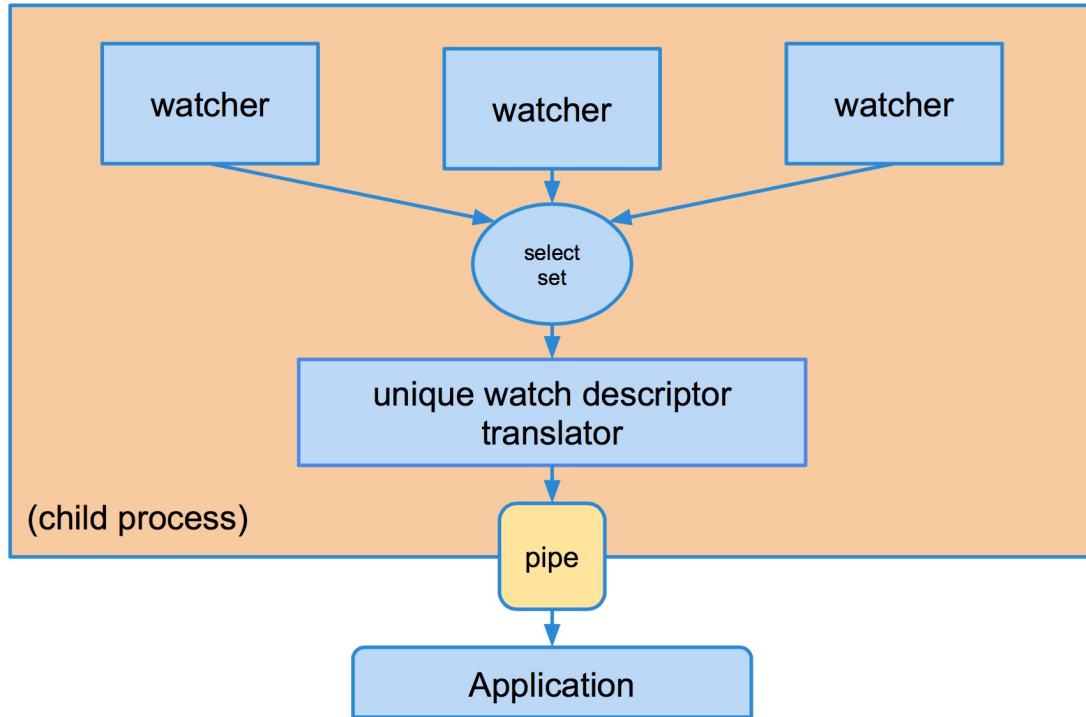 watcher
watcher
watcher
select
set
unique watch descriptor
translator
(child process)
pipe
Application